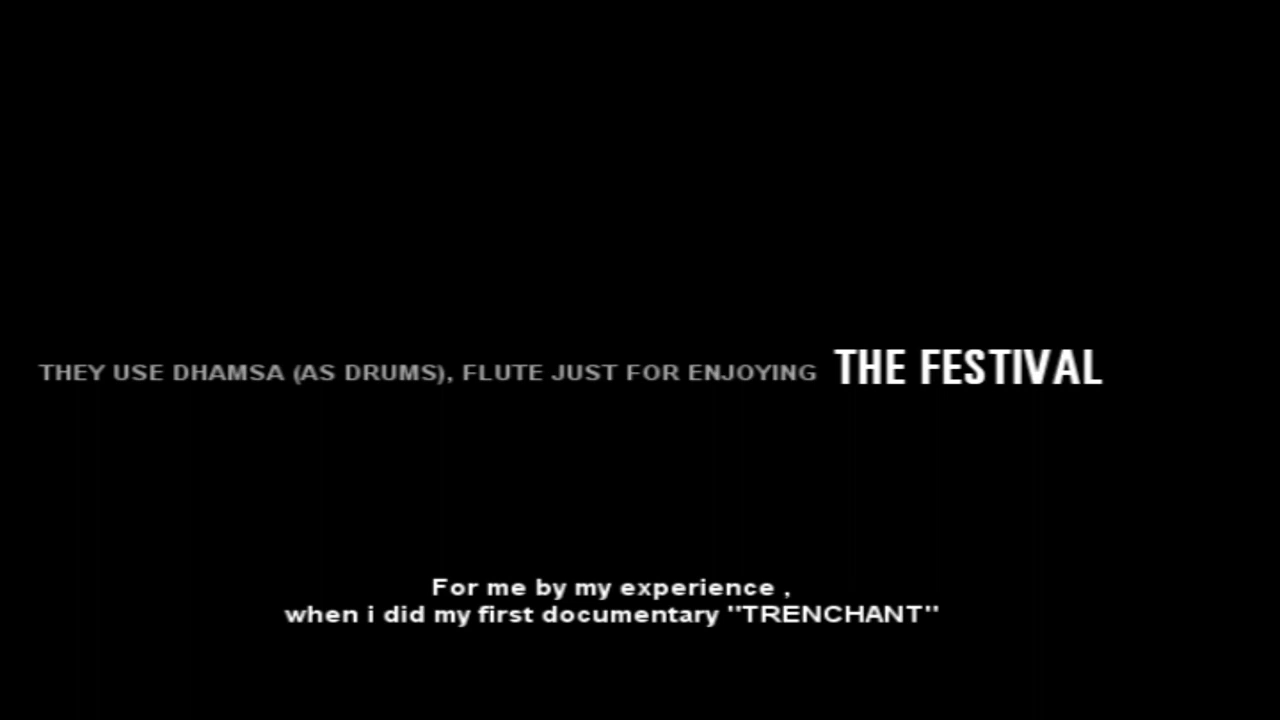 THEY USE DHAMSA (AS DRUMS), FLUTE JUST FOR ENJOYING THE FESTIVAL
For me by my experience ,
when i did my first documentary "TRENCHANT"